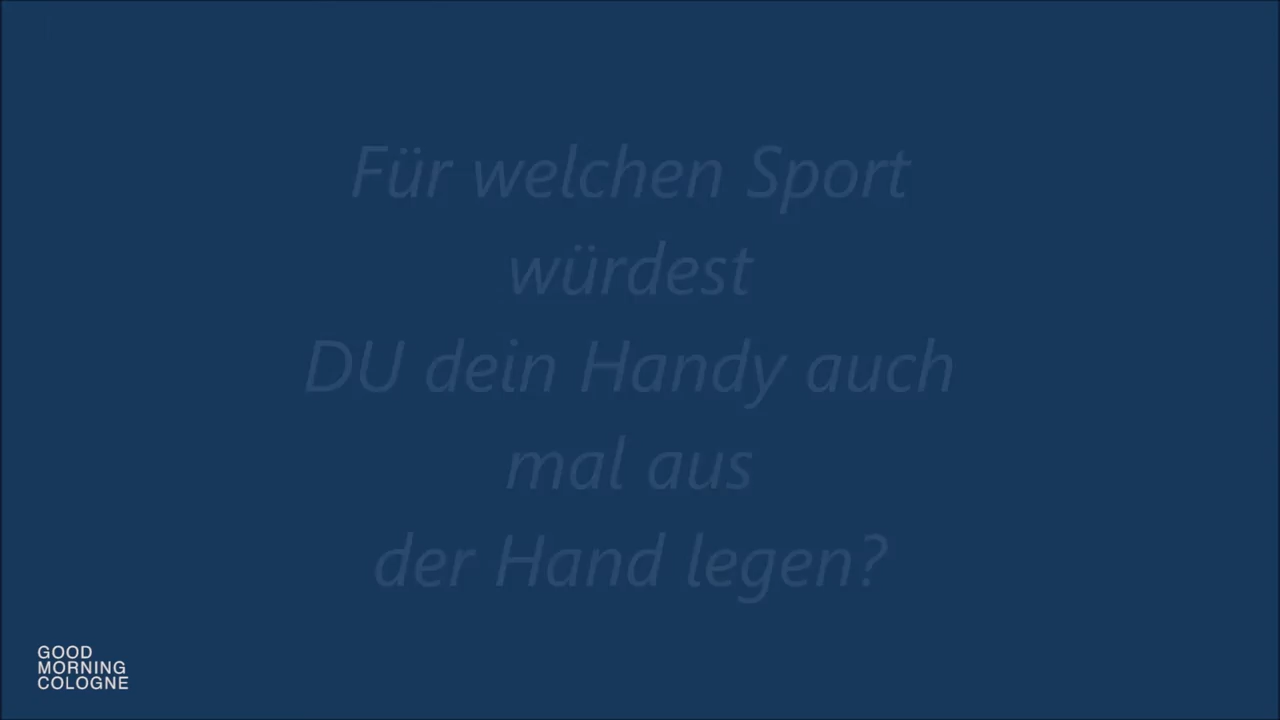 Für welchen Sport
würdest
DU dein Handy auch
mal aus
der Hand legen?
GOOD
MORNING
COLOGNE